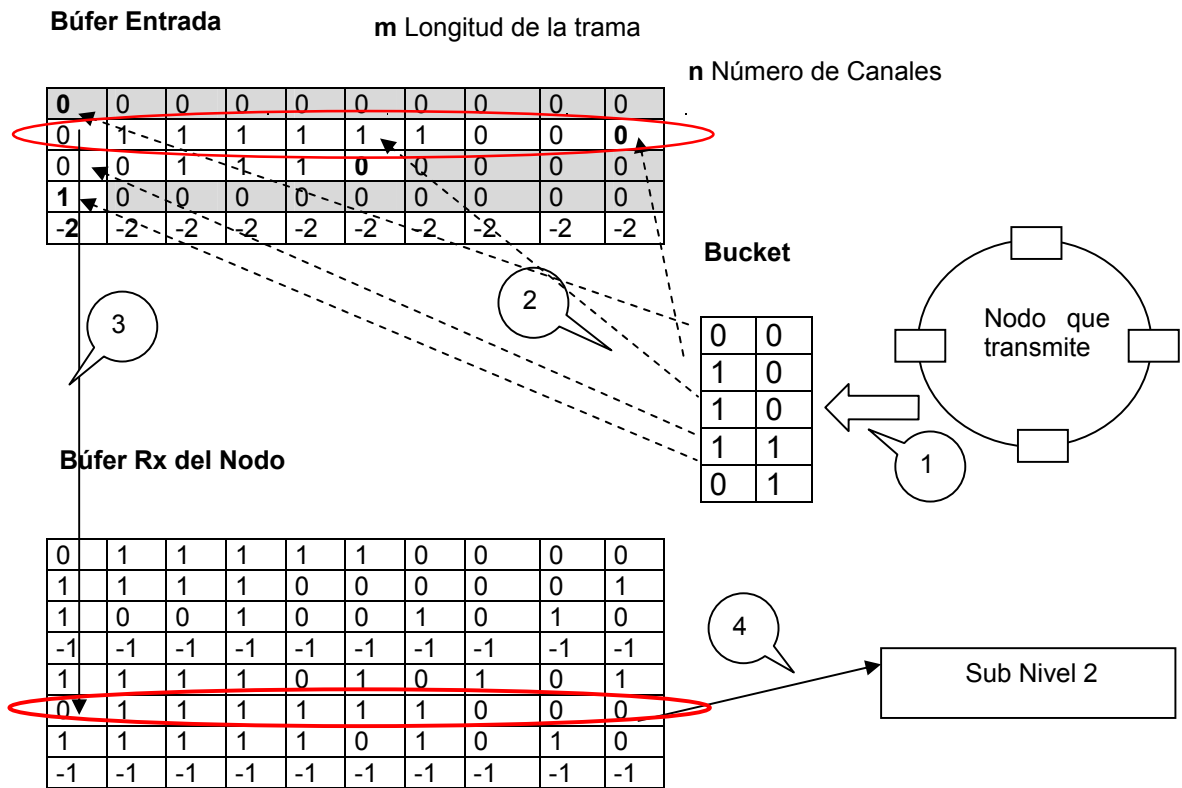 Búfer Entrada
m Longitud de la trama
n Número de Canales
0 0 0 0 0 0 0 0 0 0
0 1 1 1 1 1 1 0 0 0
0 0 1 1 1 0 0 0 0 0
1 0 0 0 0 0 0 0 0 0
-2 -2 -2 -2 -2 -2 -2 -2 -2 -2
Bucket
0 0
1 0
1 0
1 1
0 1
Nodo que
transmite
1
2
3
Búfer Rx del Nodo
0 1 1 1 1 1 0 0 0 0
1 1 1 1 0 0 0 0 0 1
1 0 0 1 0 0 1 0 1 0
-1 -1 -1 -1 -1 -1 -1 -1 -1 -1
1 1 1 1 0 1 0 1 0 1
0 1 1 1 1 1 1 0 0 0
1 1 1 1 1 0 1 0 1 0
-1 -1 -1 -1 -1 -1 -1 -1 -1 -1
4
Sub Nivel 2